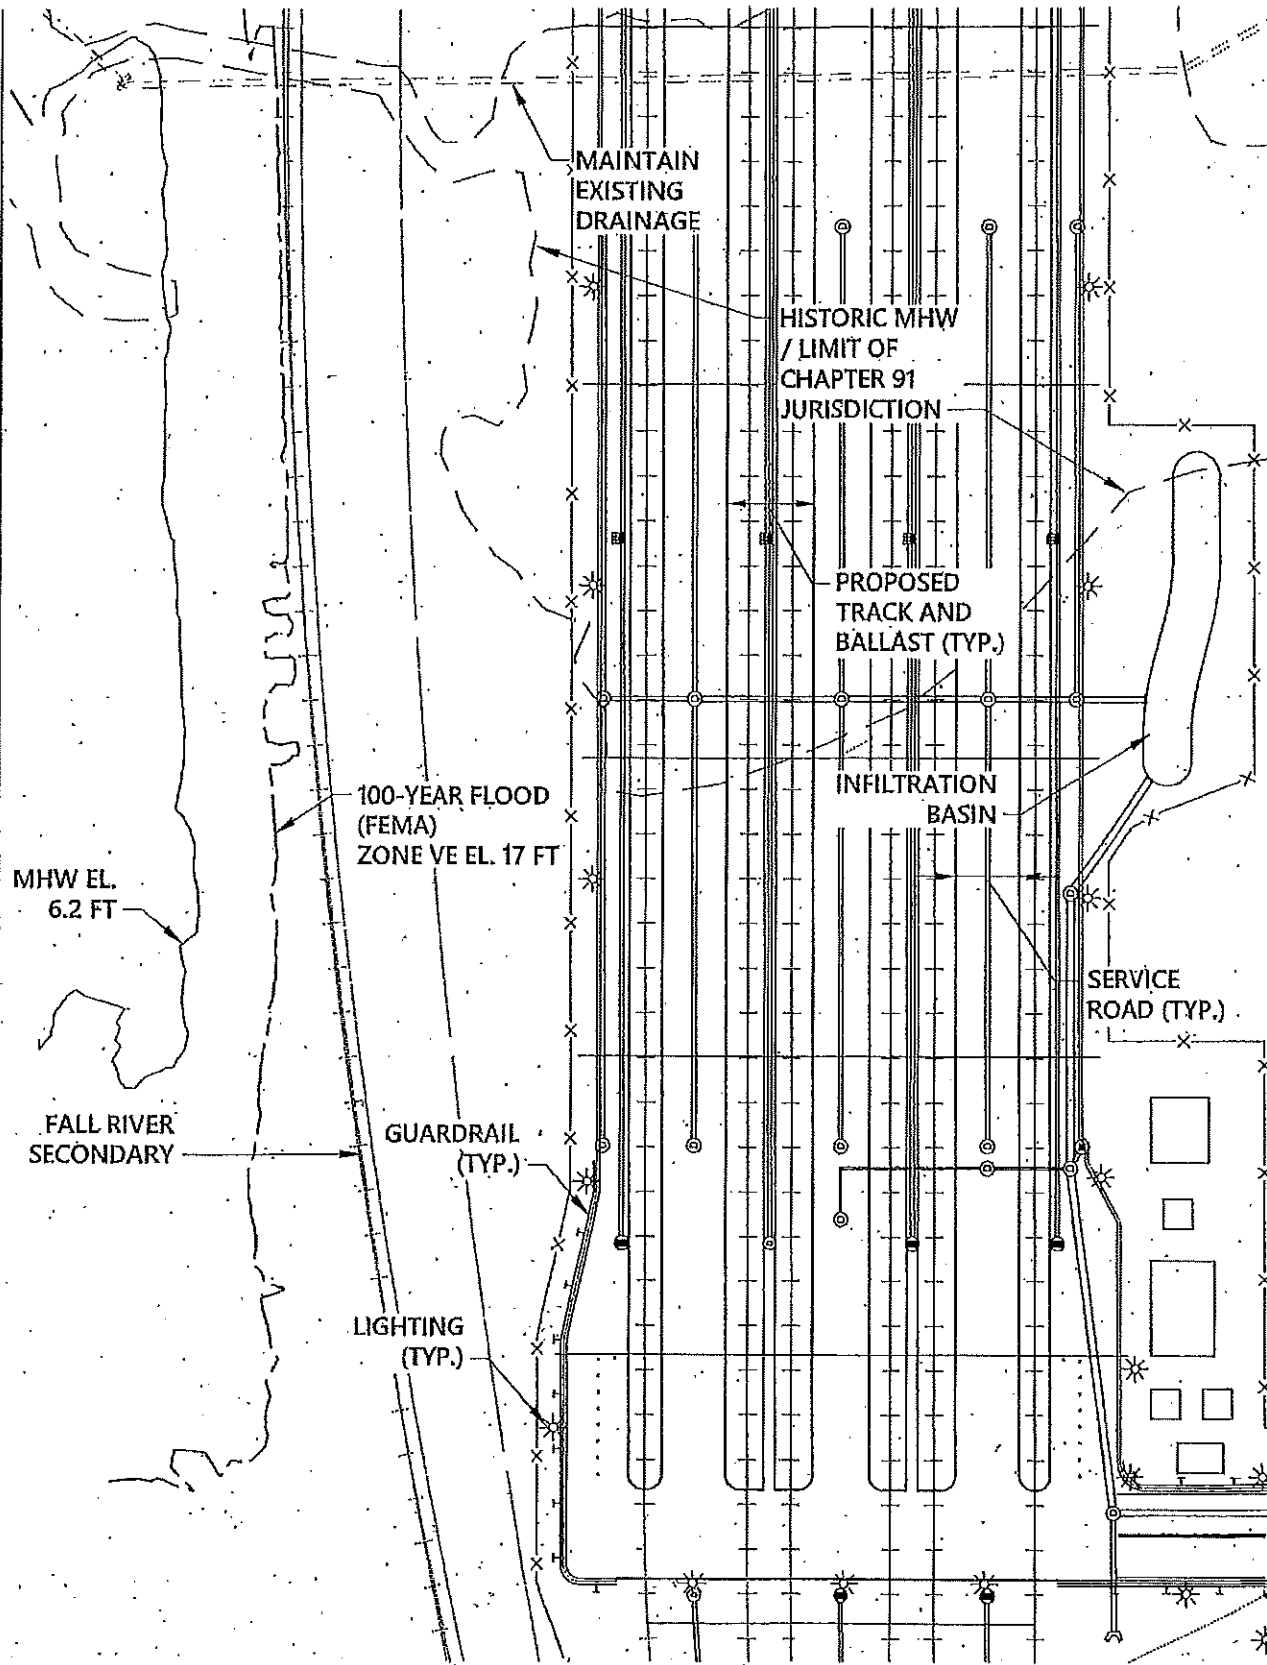 MAINTAIN
EXISTING
DRAINAGE
HISTORIC MHW
/ LIMIT OF
CHAPTER 91
JURISDICTION
PROPOSED
TRACK AND
BALLAST (TYP.)
INFILTRATION
BASIN
100-YEAR FLOOD
(FEMA)
ZONE VE EL. 17 FT
MHW EL.
6.2 FT
SERVICE
ROAD (TYP.)
FALL RIVER
SECONDARY
GUARDRAIL
(TYP.)
LIGHTING
(TYP.)